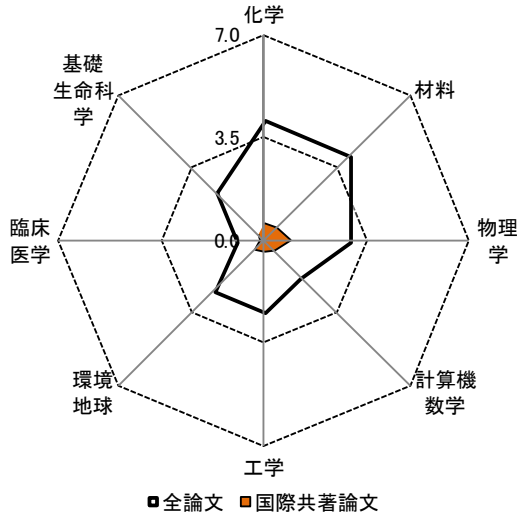 化学
7.0
基礎
生命科
学
材料
3.5
臨床
医学
0.0
物理
学
環境
地球
計算機
数学
工学
全論文 国際共著論文